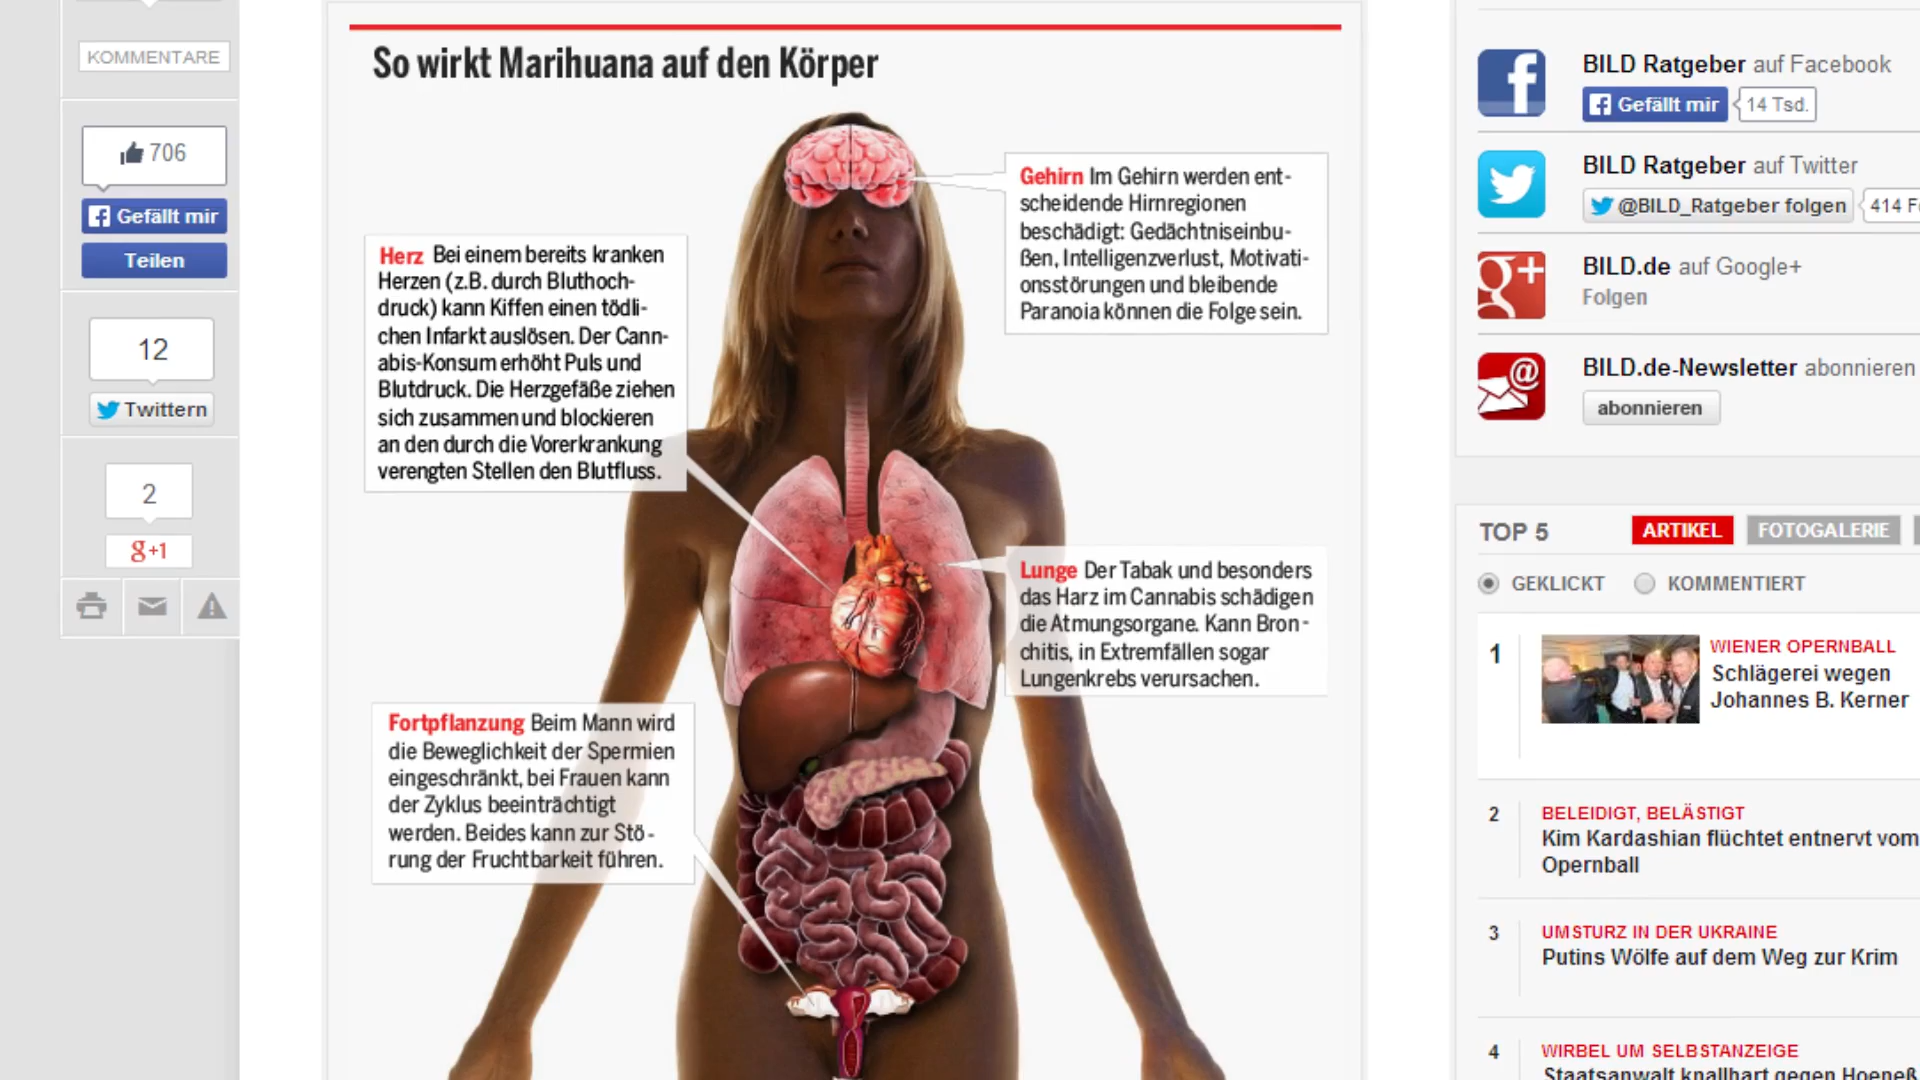 KOMMENTARE
706
Gefällt mir
Teilen
12
Twittern
2
g+1
So wirkt Marihuana auf den Körper
Gehirn Im Gehirn werden ent-
scheidende Hirnregionen
beschädigt: Gedächtniseinbu-
ßen, Intelligenzverlust, Motivati-
onsstörungen und bleibende
Paranoia können die Folge sein.
Herz Bei einem bereits kranken
Herzen (z.B. durch Bluthoch-
druck) kann Kiffen einen tödli-
chen Infarkt auslösen. Der Cann-
abis-Konsum erhöht Puls und
Blutdruck. Die Herzgefäße ziehen
sich zusammen und blockieren
an den durch die Vorerkrankung
verengten Stellen den Blutfluss.
Lunge Der Tabak und besonders
das Harz im Cannabis schädigen
die Atmungsorgane. Kann Bron-
chitis, in Extremfällen sogar
Lungenkrebs verursachen.
Fortpflanzung Beim Mann wird
die Beweglichkeit der Spermien
eingeschränkt, bei Frauen kann
der Zyklus beeinträchtigt
werden. Beides kann zur Stö-
rung der Fruchtbarkeit führen.
BILD Ratgeber auf Facebook
Gefällt mir 14 Tsd.
BILD Ratgeber auf Twitter
@BILD_Ratgeber folgen 414
BILD.de auf Google+
Folgen
BILD.de-Newsletter abonnieren
abonnieren
TOP 5 ARTIKEL FOTOGALERIE
GEKLICKT KOMMENTIERT
1 WIENER OPERNBALL
Schlägerei wegen
Johannes B. Kerner
2 BELEIDIGT, BELÄSTIGT
Kim Kardashian flüchtet entnervt vom
Opernball
3 UMSTURZ IN DER UKRAINE
Putins Wölfe auf dem Weg zur Krim
4 WIRBEL UM SELBSTANZEIGE
Staatsanwalt knallhart gegen Hoeneß